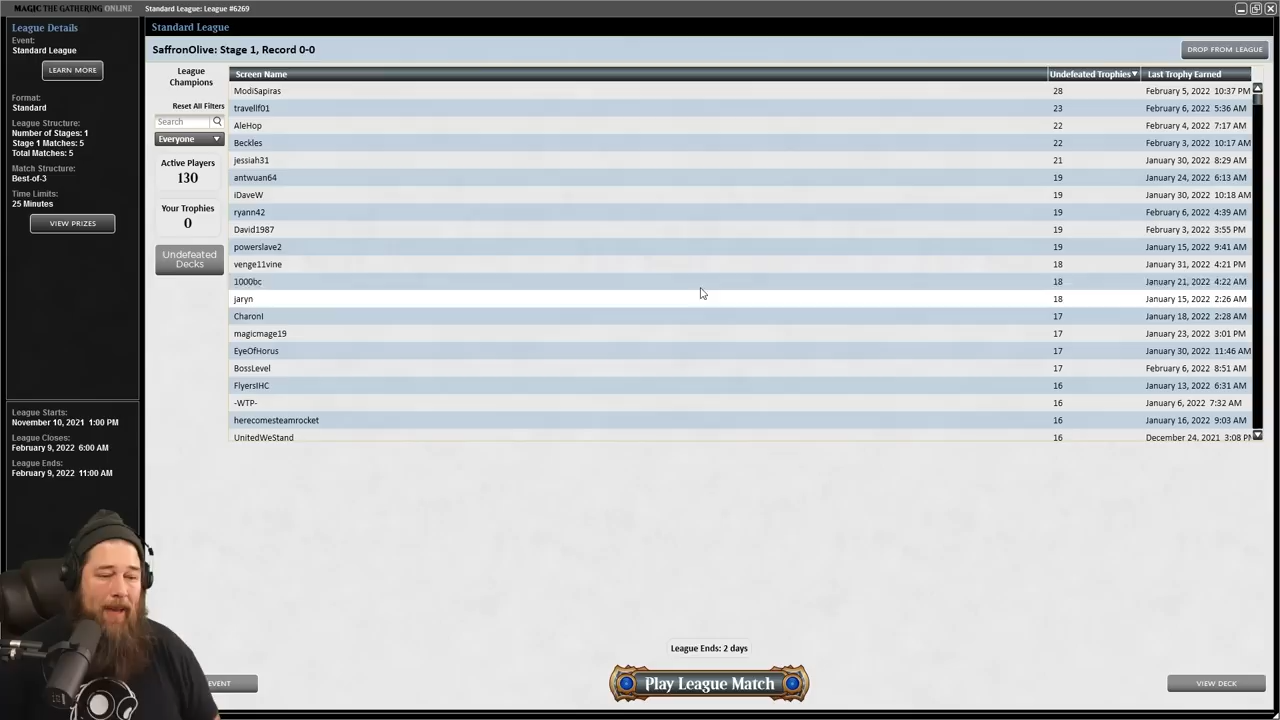 MAGIC THE GATHERING ONLINE
Standard League: League #6269
League Details
Event:
Standard League
LEARN MORE
Format:
Standard
League Structure:
Number of Stages: 1
Stage 1 Matches: 5
Total Matches: 5
Match Structure:
Best-of-3
Time Limits:
25 Minutes
VIEW PRIZES
League Starts:
November 10, 2021 1:00 PM
League Closes:
February 9, 2022 6:00 AM
League Ends:
February 9, 2022 11:00 AM
Standard League
SaffronOlive: Stage 1, Record 0-0
DROP FROM LEAGUE
League
Champions
Reset All Filters
Search
Everyone
Active Players
130
Your Trophies
0
Undefeated
Decks
Screen Name Undefeated Trophies Last Trophy Earned
ModiSapiras 28 February 5, 2022 10:37 PM
travellf01 23 February 6, 2022 5:36 AM
AleHop 22 February 4, 2022 7:17 AM
Beckles 22 February 3, 2022 10:17 AM
jessiah31 21 January 30, 2022 8:29 AM
antwuan64 19 January 24, 2022 6:13 AM
iDaveW 19 January 30, 2022 10:18 AM
ryann42 19 February 6, 2022 4:39 AM
David1987 19 February 3, 2022 3:55 PM
powerslave2 19 January 15, 2022 9:41 AM
venge11vine 18 January 31, 2022 4:21 PM
1000bc 18 January 21, 2022 4:22 AM
jaryn 18 January 15, 2022 2:26 AM
CharonI 17 January 18, 2022 2:28 AM
magicmage19 17 January 23, 2022 3:01 PM
EyeOfHorus 17 January 30, 2022 11:46 AM
BossLevel 17 February 6, 2022 8:51 AM
FlyersIHC 16 January 13, 2022 6:31 AM
-WTP- 16 January 6, 2022 7:32 AM
herecomesteamrocket 16 January 16, 2022 9:03 AM
UnitedWeStand 16 December 24, 2021 3:08 PM
League Ends: 2 days
EVENT
Play League Match
VIEW DECK